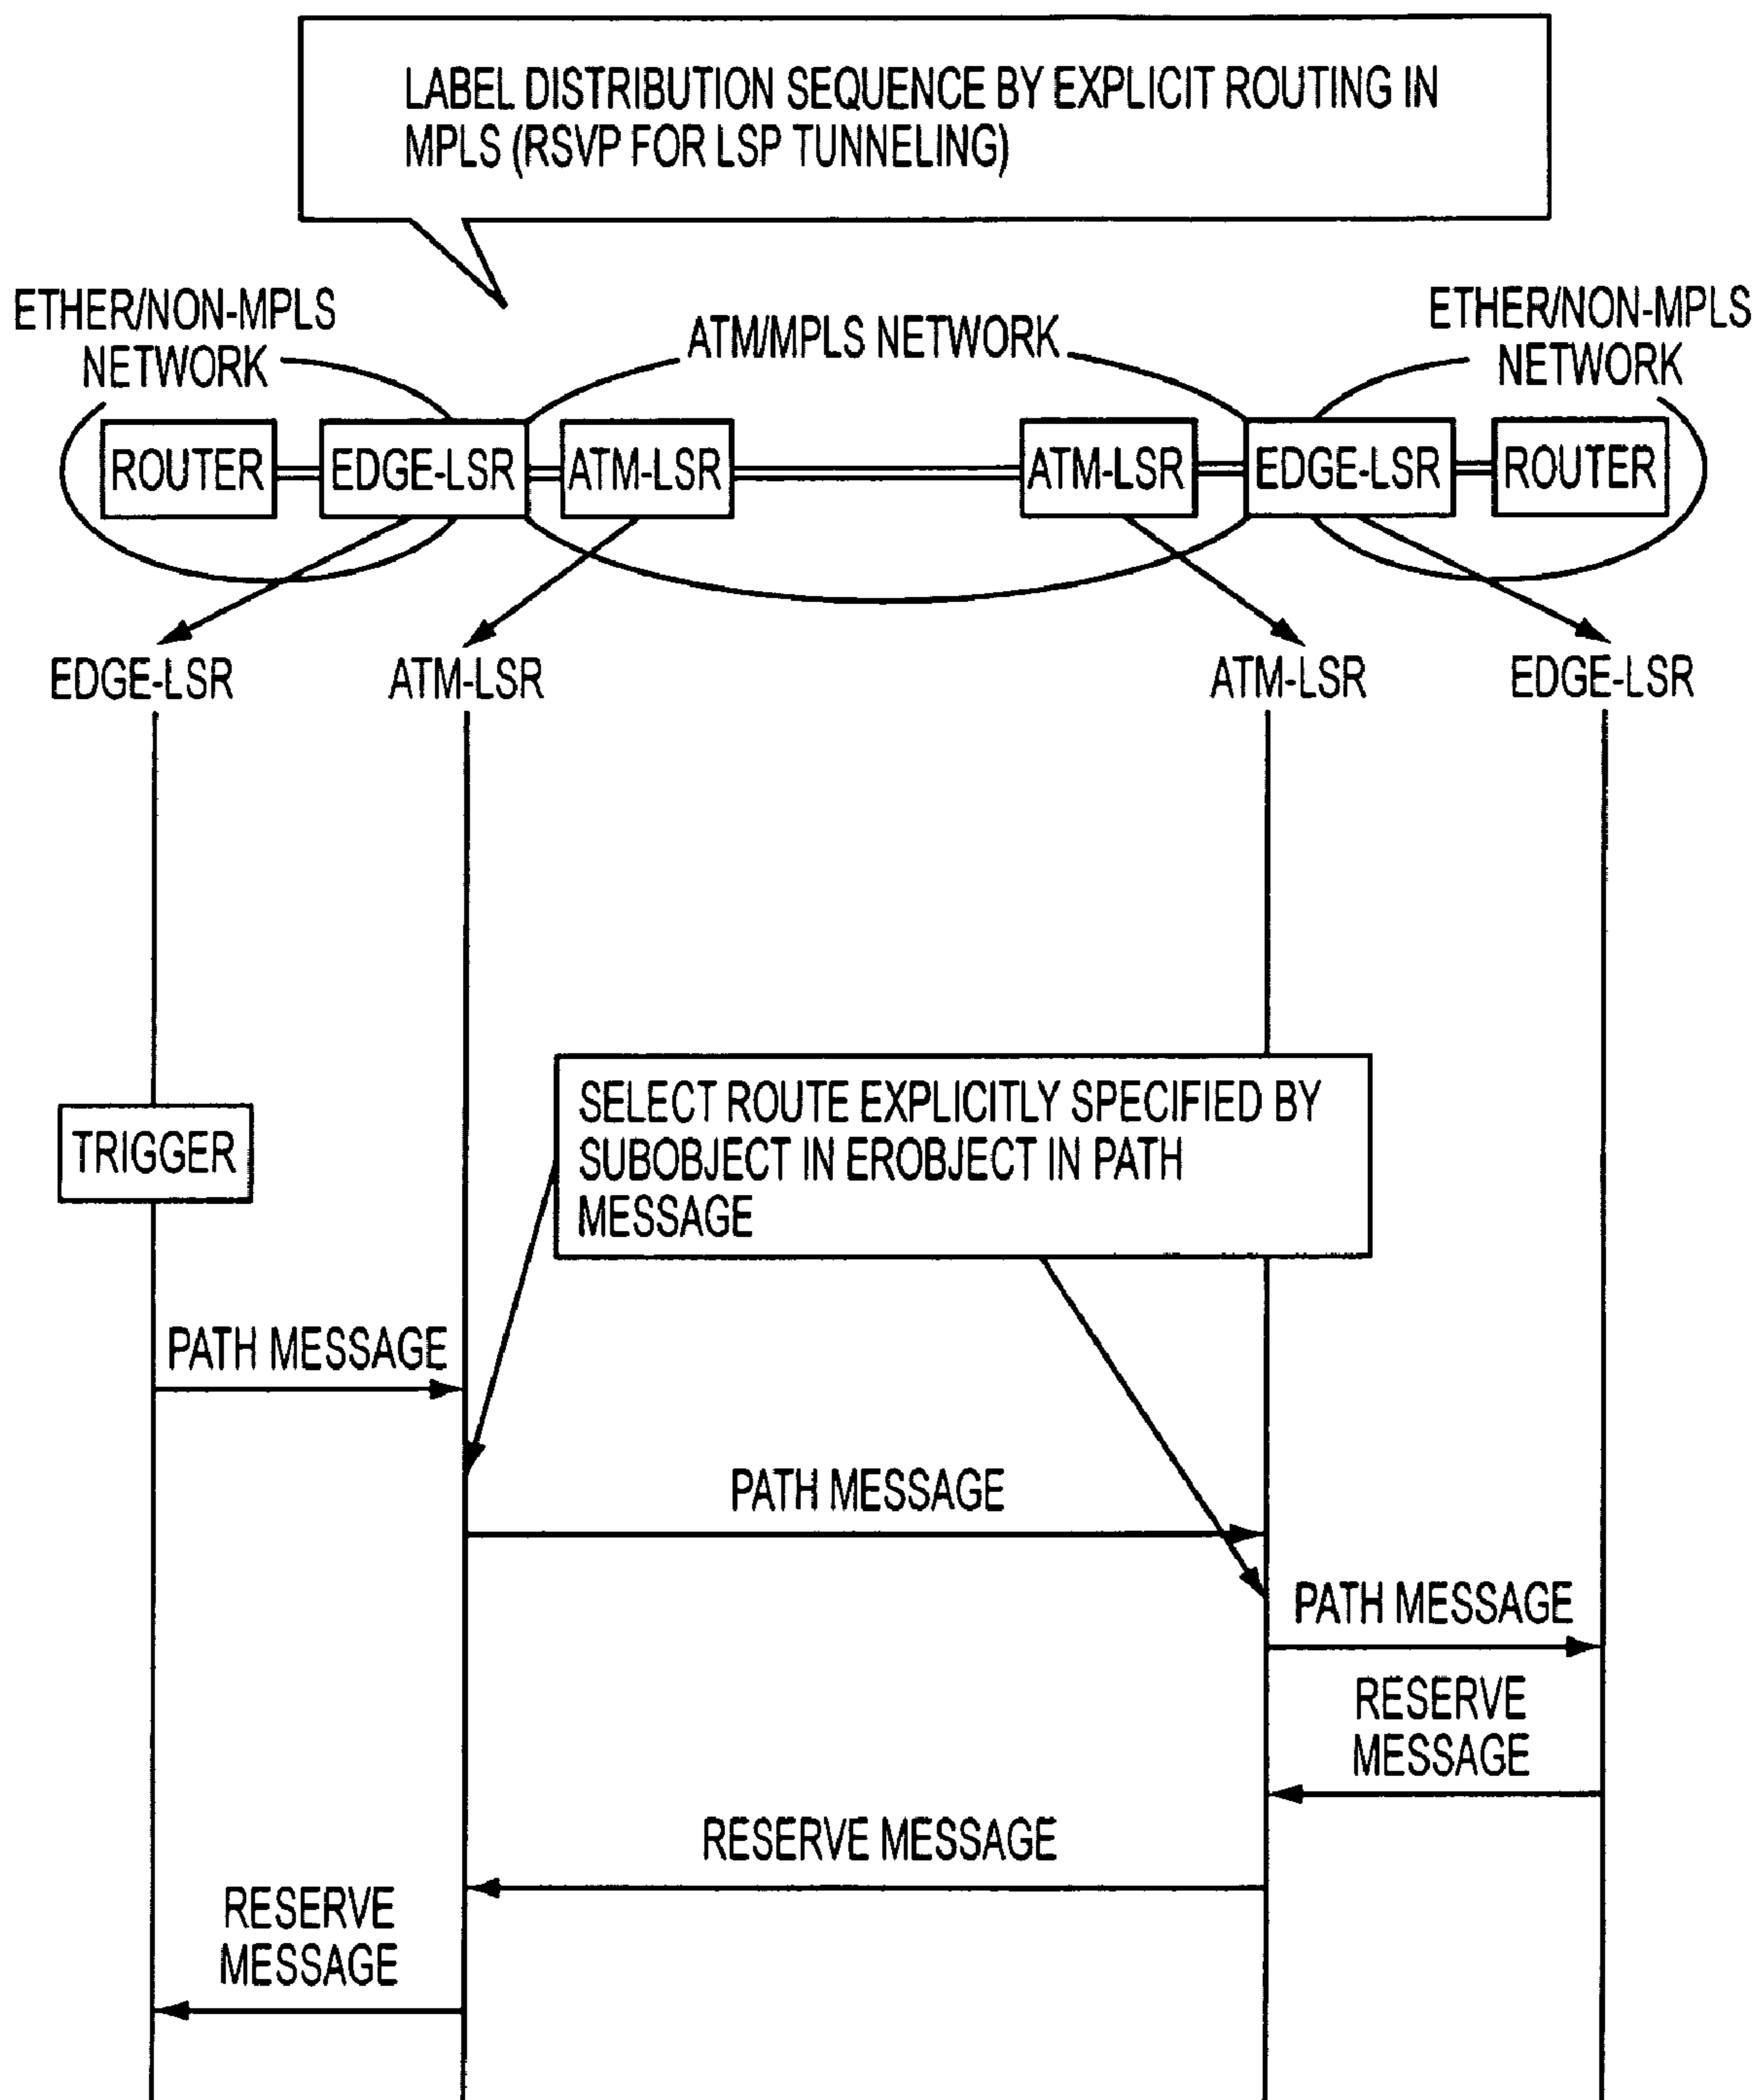 LABEL DISTRIBUTION SEQUENCE BY EXPLICIT ROUTING IN
MPLS (RSVP FOR LSP TUNNELING)
ETHER/NON-MPLS
NETWORK
ATM/MPLS NETWORK
ETHER/NON-MPLS
NETWORK
ROUTER
EDGE-LSR
ATM-LSR
ATM-LSR
EDGE-LSR
ROUTER
EDGE-LSR
ATM-LSR
ATM-LSR
EDGE-LSR
SELECT ROUTE EXPLICITLY SPECIFIED BY
SUBOBJECT IN EROBJECT IN PATH
MESSAGE
TRIGGER
PATH MESSAGE
PATH MESSAGE
PATH MESSAGE
RESERVE
MESSAGE
RESERVE MESSAGE
RESERVE
MESSAGE